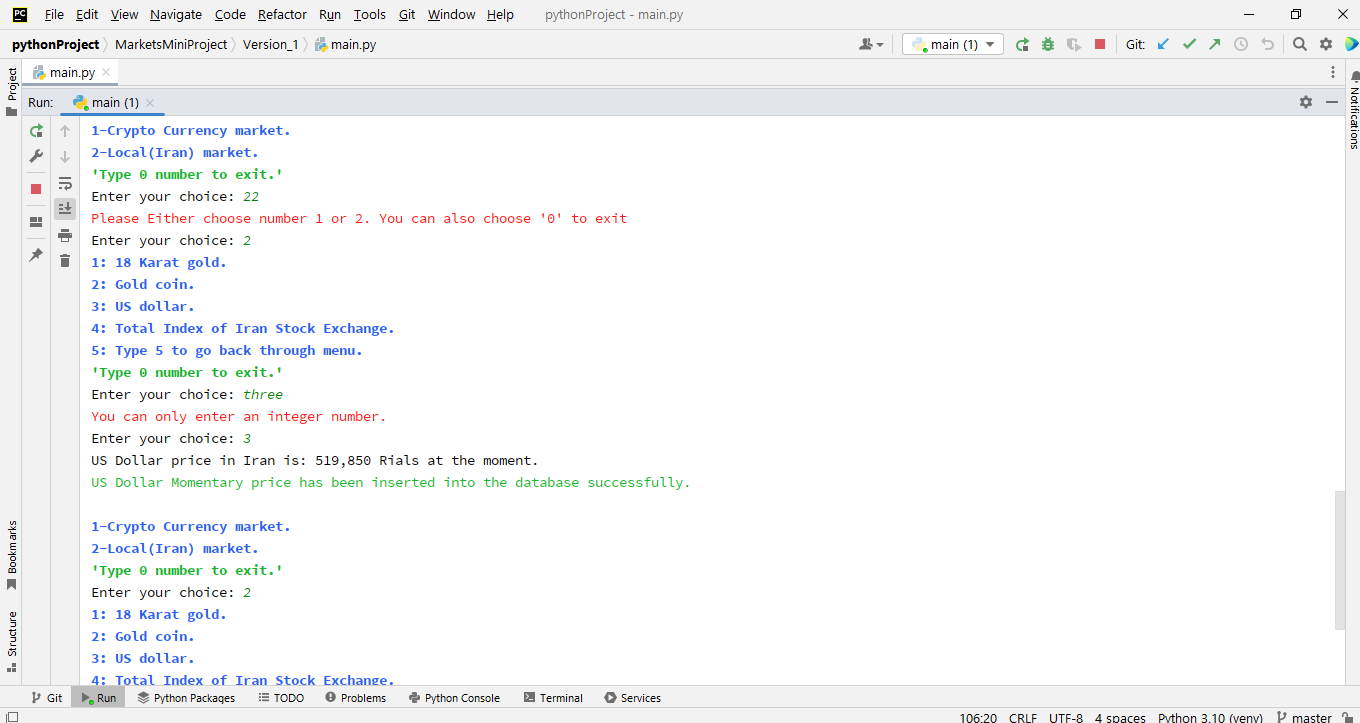 PC File Edit View Navigate Code Refactor Run Tools Git Window Help pythonProject - main.py
pythonProject MarketsMiniProject Version_1 main.py main (1) Git:
Project
main.py
Run: main (1)
Notifications
1-Crypto Currency market.
2-Local(Iran) market.
'Type 0 number to exit.'
Enter your choice: 22
Please Either choose number 1 or 2. You can also choose '0' to exit
Enter your choice: 2
1: 18 Karat gold.
2: Gold coin.
3: US dollar.
4: Total Index of Iran Stock Exchange.
5: Type 5 to go back through menu.
'Type 0 number to exit.'
Enter your choice: three
You can only enter an integer number.
Enter your choice: 3
US Dollar price in Iran is: 519,850 Rials at the moment.
US Dollar Momentary price has been inserted into the database successfully.
1-Crypto Currency market.
2-Local(Iran) market.
'Type 0 number to exit.'
Enter your choice: 2
1: 18 Karat gold.
2: Gold coin.
3: US dollar.
4: Total Index of Iran Stock Exchange.
Bookmarks
Structure
Git Run Python Packages TODO Problems Python Console Terminal Services
106:20 CRLF UTF-8 4 spaces Python 3.10 (venv) master